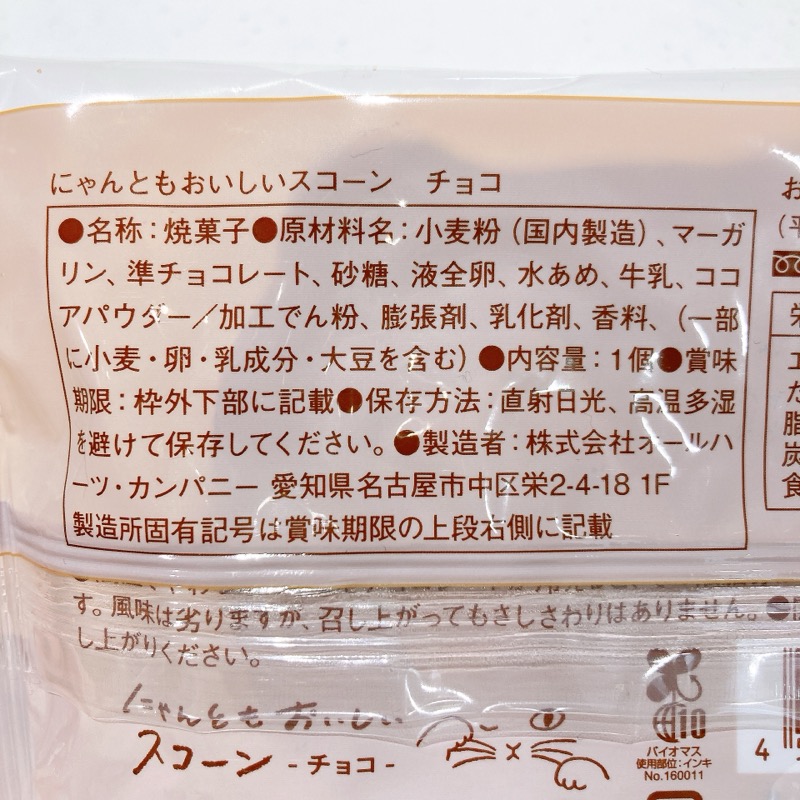 にゃんともおいしいスコーン　チョコ
●名称：焼菓子●原材料名：小麦粉（国内製造）、マーガ
リン、準チョコレート、砂糖、液全卵、水あめ、牛乳、ココ
アパウダー／加工でん粉、膨張剤、乳化剤、香料、（一部
に小麦・卵・乳成分・大豆を含む）●内容量：1個●賞味
期限：枠外下部に記載●保存方法：直射日光、高温多湿
を避けて保存してください。●製造者：株式会社オールハ
ーツ・カンパニー 愛知県名古屋市中区栄2-4-18 1F
製造所固有記号は賞味期限の上段右側に記載
お
（平
栄
エ
た
脂
炭
食
す。風味は劣りますが、召し上がってもさしさわりはありません。
し上がりください。
にゃんとも おいしい
スコーン -チョコ-
10
バイオマス
使用部位：インキ
No.160011
4